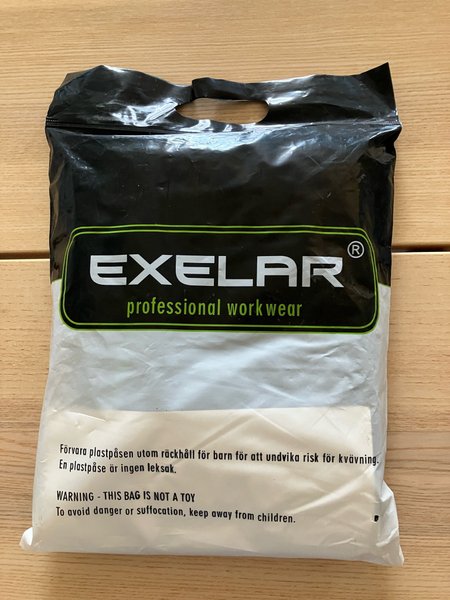 EXELAR®
professional workwear
Förvara plastpåsen utom räckhåll för barn för att undvika risk för kvävning.
En plastpåse är ingen leksak.
WARNING - THIS BAG IS NOT A TOY
To avoid danger or suffocation, keep away from children.